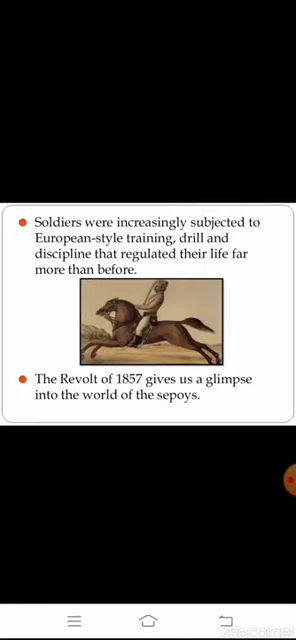 Soldiers were increasingly subjected to
European-style training, drill and
discipline that regulated their life far
more than before.
The Revolt of 1857 gives us a glimpse
into the world of the sepoys.